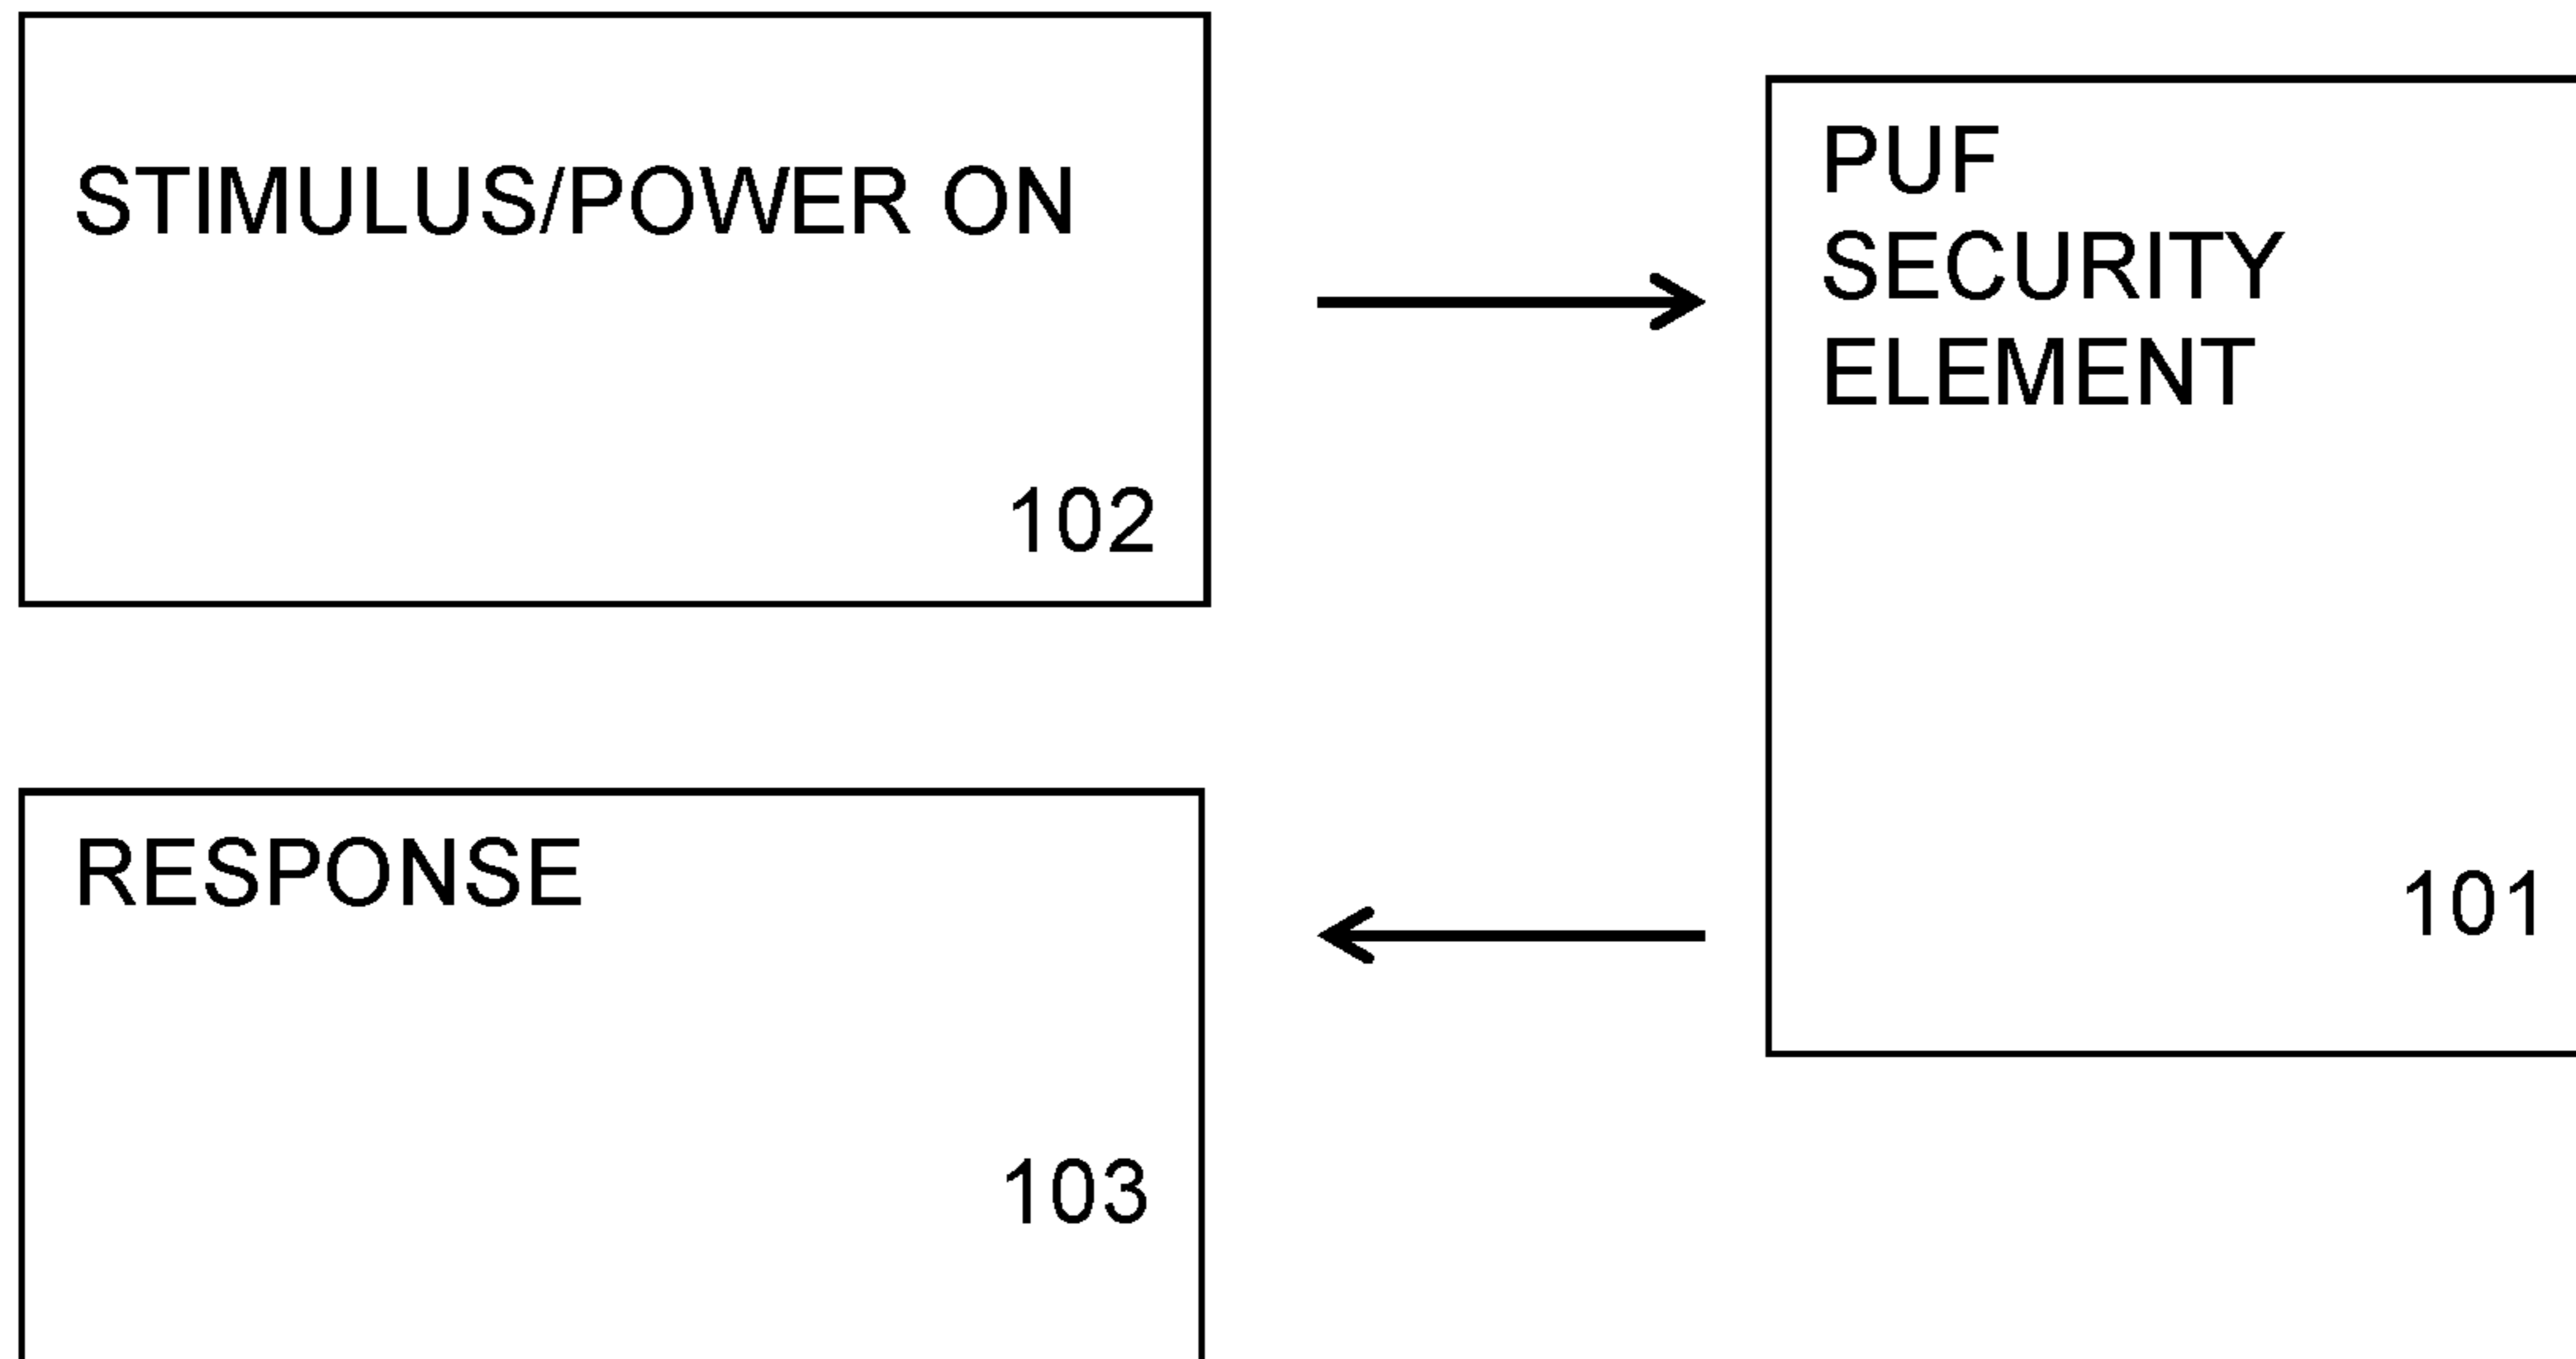 STIMULUS/POWER ON
102
PUF
SECURITY
ELEMENT
101
RESPONSE
103